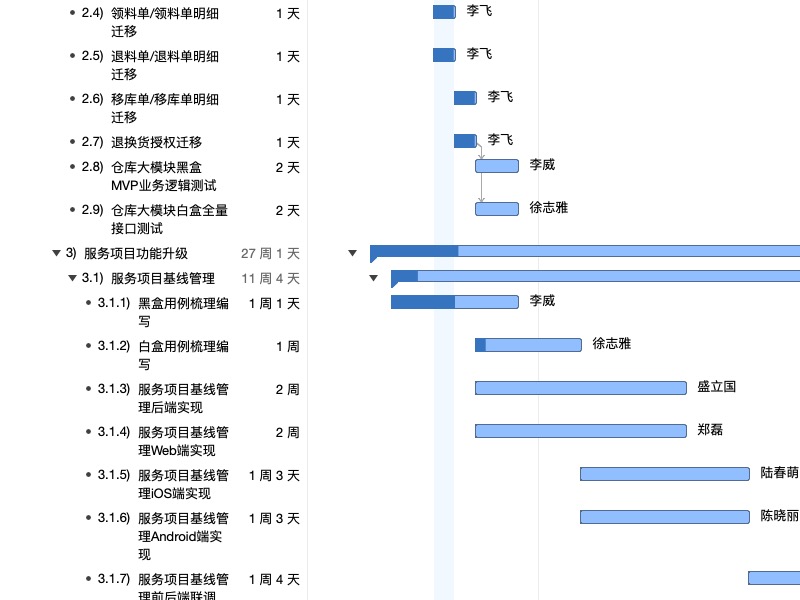 2.4) 领料单/领料单明细 1 天 李飞
迁移
2.5) 退料单/退料单明细 1 天 李飞
迁移
2.6) 移库单/移库单明细 1 天 李飞
迁移
2.7) 退换货授权迁移 1 天 李飞
2.8) 仓库大模块黑盒 2 天 李威
MVP业务逻辑测试
2.9) 仓库大模块白盒全量 2 天 徐志雅
接口测试
3) 服务项目功能升级 27 周 1 天
3.1) 服务项目基线管理 11 周 4 天
3.1.1) 黑盒用例梳理编 1 周 1 天 李威
写
3.1.2) 白盒用例梳理编 1 周 徐志雅
写
3.1.3) 服务项目基线管 2 周 盛立国
理后端实现
3.1.4) 服务项目基线管 2 周 郑磊
理Web端实现
3.1.5) 服务项目基线管 1 周 3 天 陆春萌
理iOS端实现
3.1.6) 服务项目基线管 1 周 3 天 陈晓丽
理Android端实
现
3.1.7) 服务项目基线管 1 周 4 天
理前后端联调